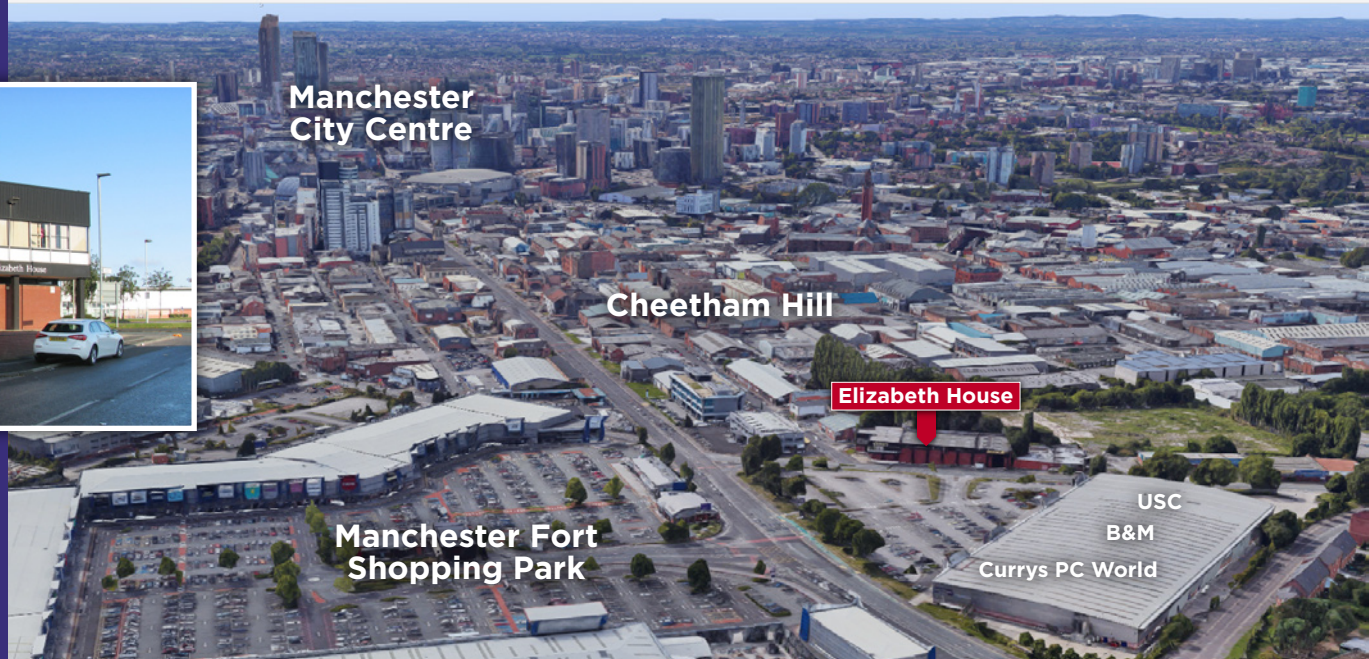 Manchester
City Centre
izabeth House
Cheetham Hill
Elizabeth House
USC
B&M
Currys PC World
Manchester Fort
Shopping Park